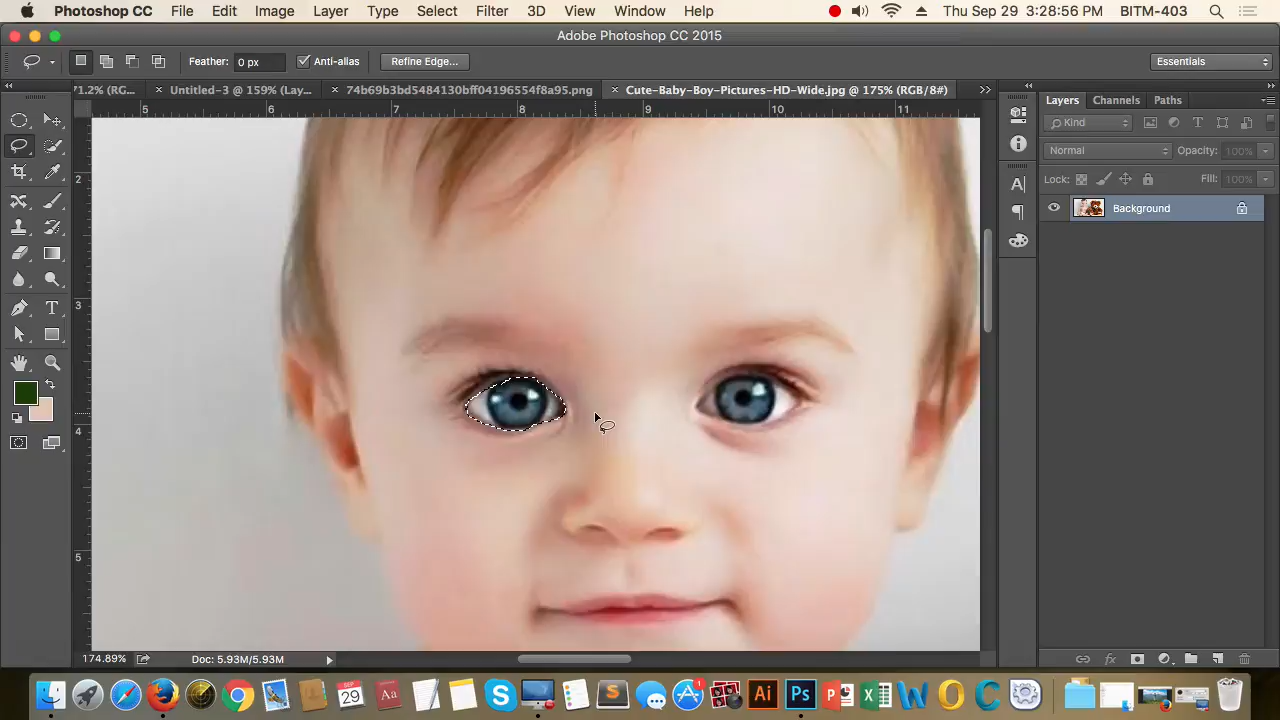 Photoshop CC File Edit Image Layer Type Select Filter 3D View Window Help Thu Sep 29 3:28:56 PM BITM-403
Adobe Photoshop CC 2015
Feather: 0 px Anti-alias Refine Edge... Essentials
71.2% (RG... Untitled-3 @ 159% (Lay... 74b69b3bd5484130bff04196554f8a95.png Cute-Baby-Boy-Pictures-HD-Wide.jpg @ 175% (RGB/8#)
Layers Channels Paths
5 6 7 8 9 10 11
Kind
Normal Opacity: 100%
2
Lock: Fill: 100%
Background
3
4
5
174.89% Doc: 5.93M/5.93M